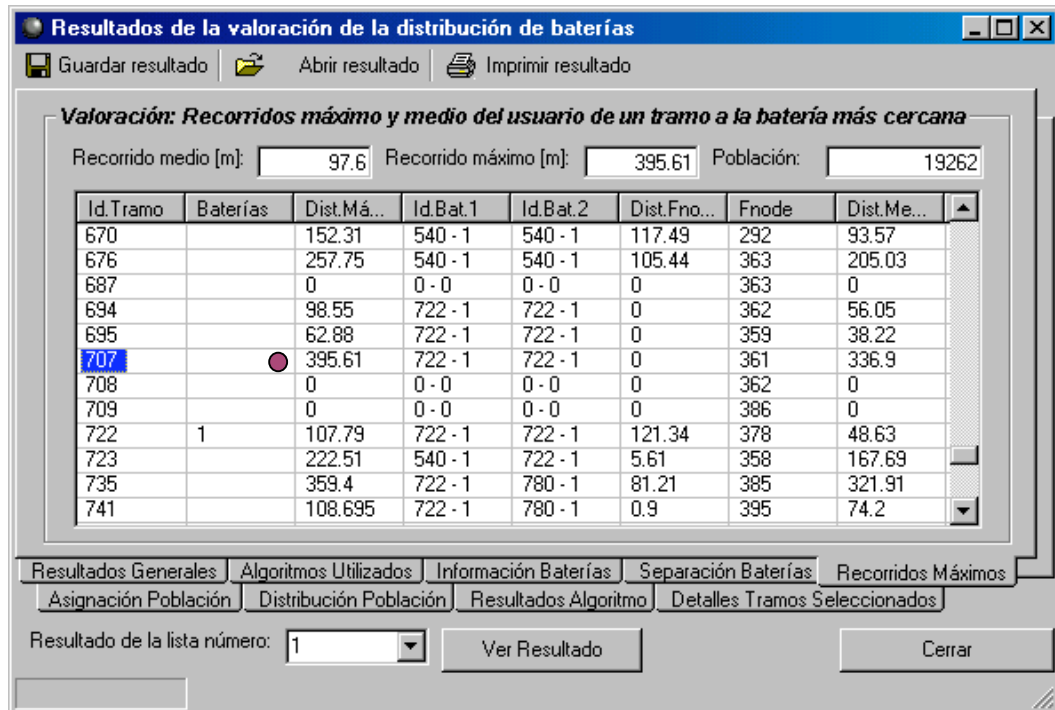 Resultados de la valoración de la distribución de baterías
Guardar resultado Abrir resultado Imprimir resultado
Valoración: Recorridos máximo y medio del usuario de un tramo a la batería más cercana
Recorrido medio [m]: 97.6 Recorrido máximo [m]: 395.61 Población: 19262
Id.Tramo Baterías Dist.Má... Id.Bat.1 Id.Bat.2 Dist.Fno... Fnode Dist.Me...
670 152.31 540 - 1 540 - 1 117.49 292 93.57
676 257.75 540 - 1 540 - 1 105.44 363 205.03
687 0 0 - 0 0 - 0 0 363 0
694 98.55 722 - 1 722 - 1 0 362 56.05
695 62.88 722 - 1 722 - 1 0 359 38.22
707 395.61 722 - 1 722 - 1 0 361 336.9
708 0 0 - 0 0 - 0 0 362 0
709 0 0 - 0 0 - 0 0 386 0
722 1 107.79 722 - 1 722 - 1 121.34 378 48.63
723 222.51 540 - 1 722 - 1 5.61 358 167.69
735 359.4 722 - 1 780 - 1 81.21 385 321.91
741 108.695 722 - 1 780 - 1 0.9 395 74.2
Resultados Generales Algoritmos Utilizados Información Baterías Separación Baterías Recorridos Máximos
Asignación Población Distribución Población Resultados Algoritmo Detalles Tramos Seleccionados
Resultado de la lista número: 1 Ver Resultado Cerrar